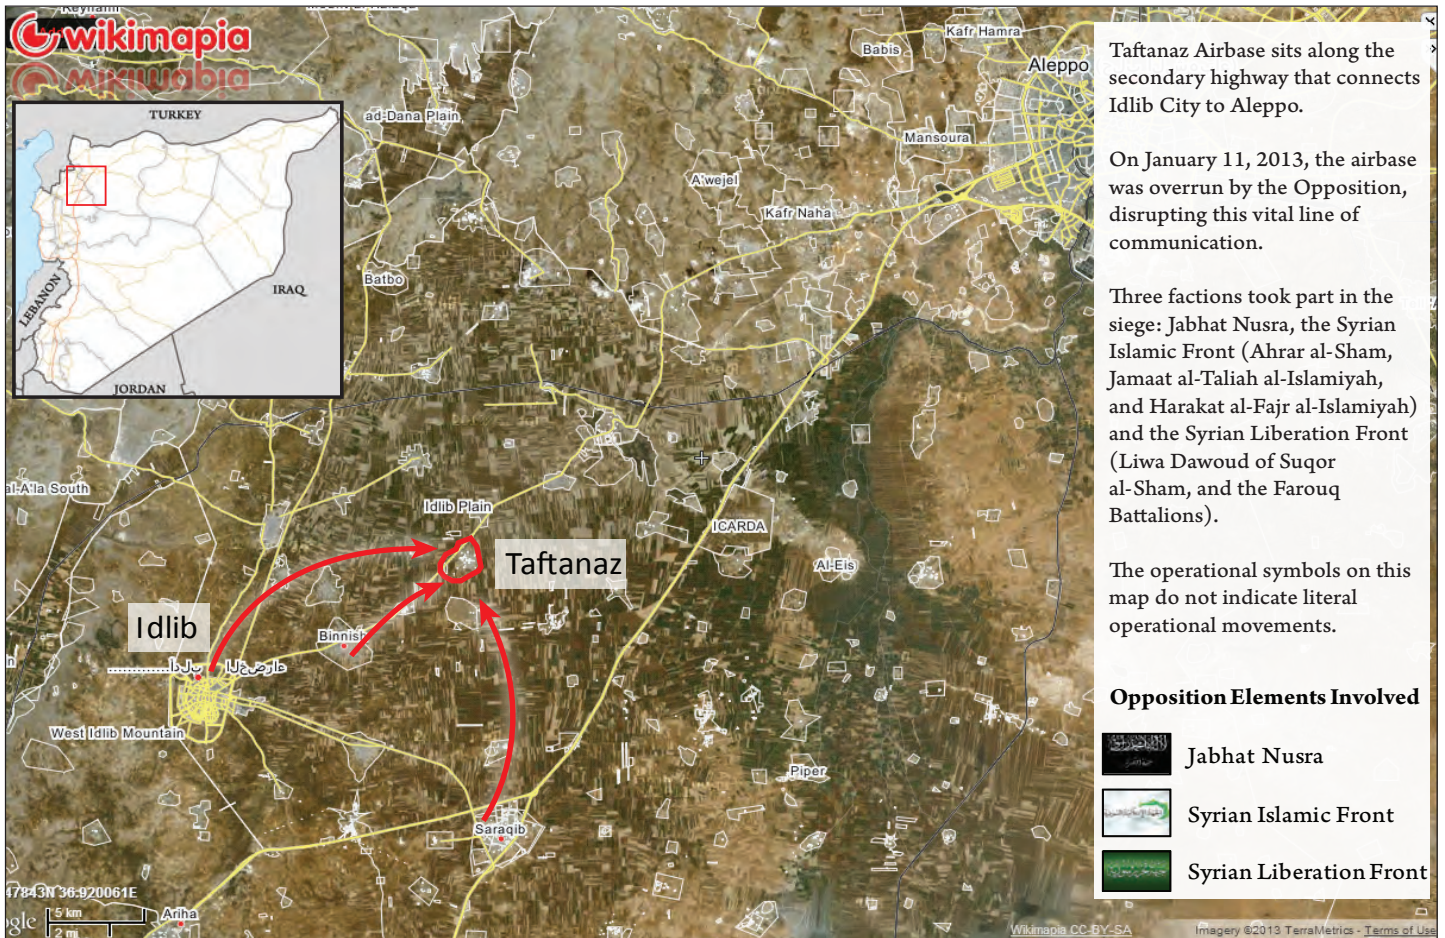 wikimapia
TURKEY
LEBANON
IRAQ
JORDAN
ad-Dana Plain
Batbo
Babis
Kafr Hamra
Aleppo
Mansoura
A'wejel
Kafr Naha
al-A'la South
Idlib Plain
ICARDA
Taftanaz
Al-Eis
Idlib
Binnish
West Idlib Mountain
Piper
Saraqib
Ariha
47843N 36.920061E
5 km
2 mi
Wikimapia CC-BY-SA
Imagery ©2013 TerraMetrics - Terms of Use
Taftanaz Airbase sits along the
secondary highway that connects
Idlib City to Aleppo.
On January 11, 2013, the airbase
was overrun by the Opposition,
disrupting this vital line of
communication.
Three factions took part in the
siege: Jabhat Nusra, the Syrian
Islamic Front (Ahrar al-Sham,
Jamaat al-Taliah al-Islamiyah,
and Harakat al-Fajr al-Islamiyah)
and the Syrian Liberation Front
(Liwa Dawoud of Suqor
al-Sham, and the Farouq
Battalions).
The operational symbols on this
map do not indicate literal
operational movements.
Opposition Elements Involved
Jabhat Nusra
Syrian Islamic Front
Syrian Liberation Front